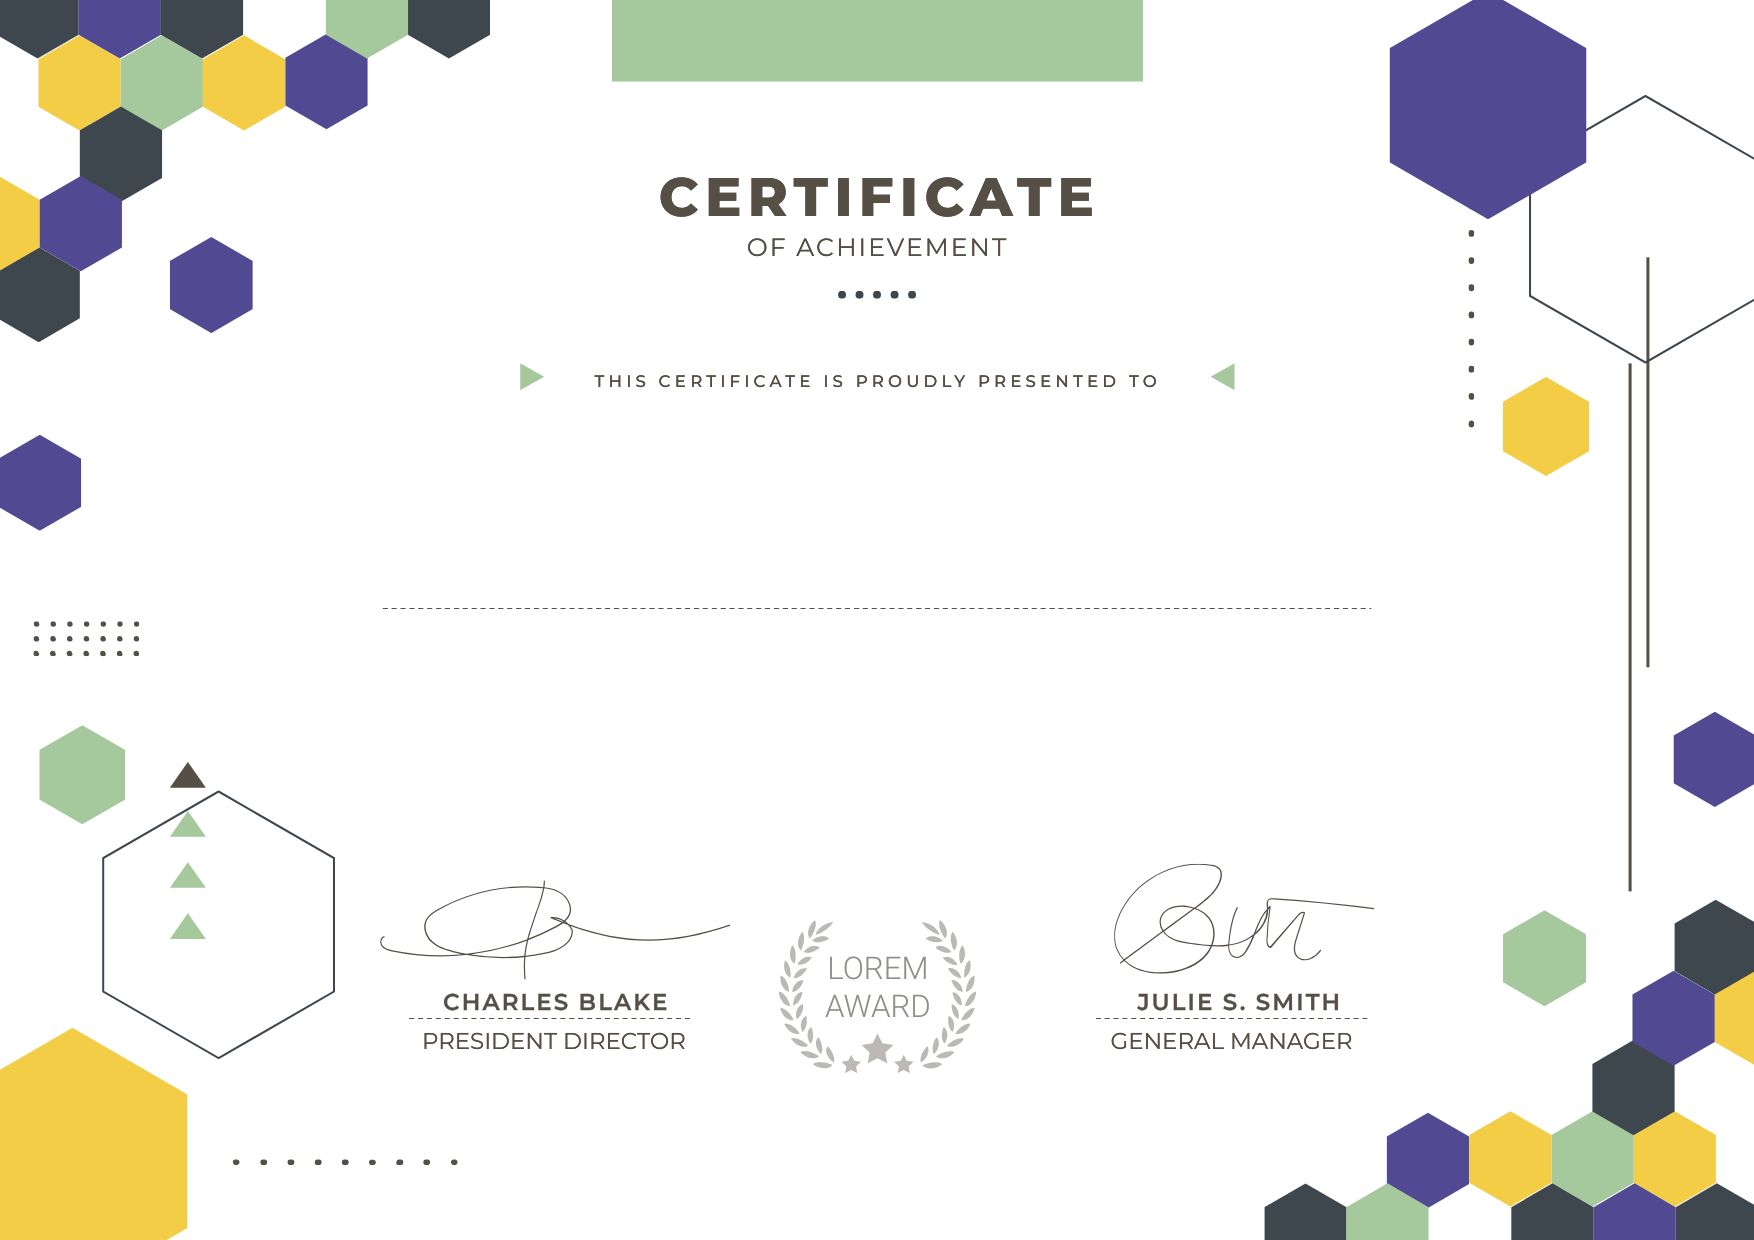 CERTIFICATE
OF ACHIEVEMENT
THIS CERTIFICATE IS PROUDLY PRESENTED TO
LOREM
AWARD
CHARLES BLAKE
PRESIDENT DIRECTOR
JULIE S. SMITH
GENERAL MANAGER